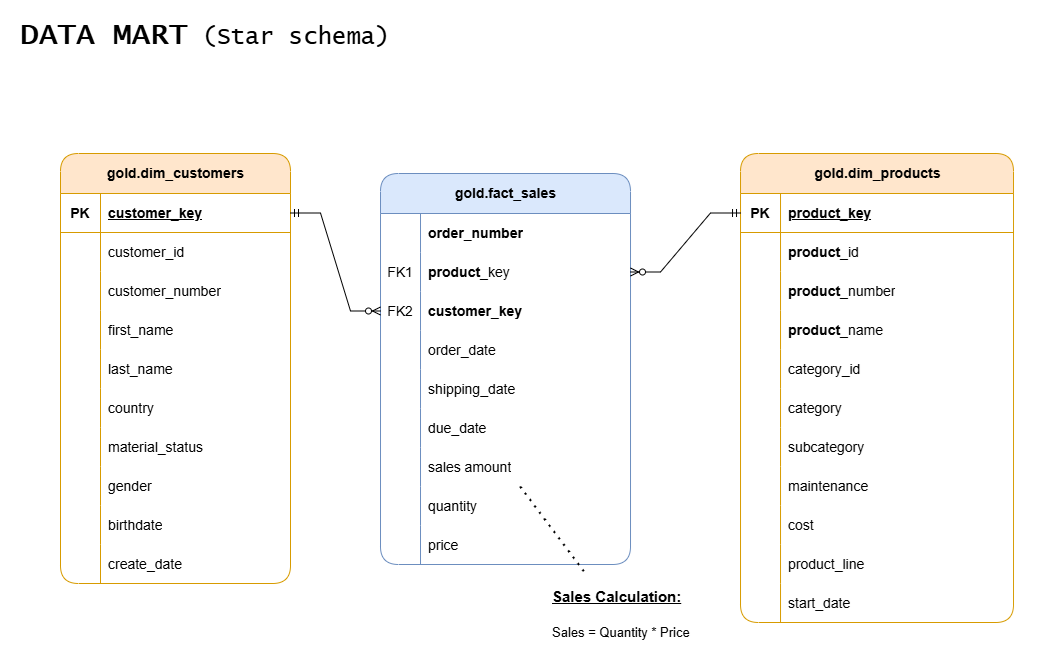 DATA MART (Star schema)
gold.dim_customers
PK customer_key
customer_id
customer_number
first_name
last_name
country
material_status
gender
birthdate
create_date
gold.fact_sales
order_number
FK1 product_key
FK2 customer_key
order_date
shipping_date
due_date
sales amount
quantity
price
Sales Calculation:
Sales = Quantity * Price
gold.dim_products
PK product_key
product_id
product_number
product_name
category_id
category
subcategory
maintenance
cost
product_line
start_date